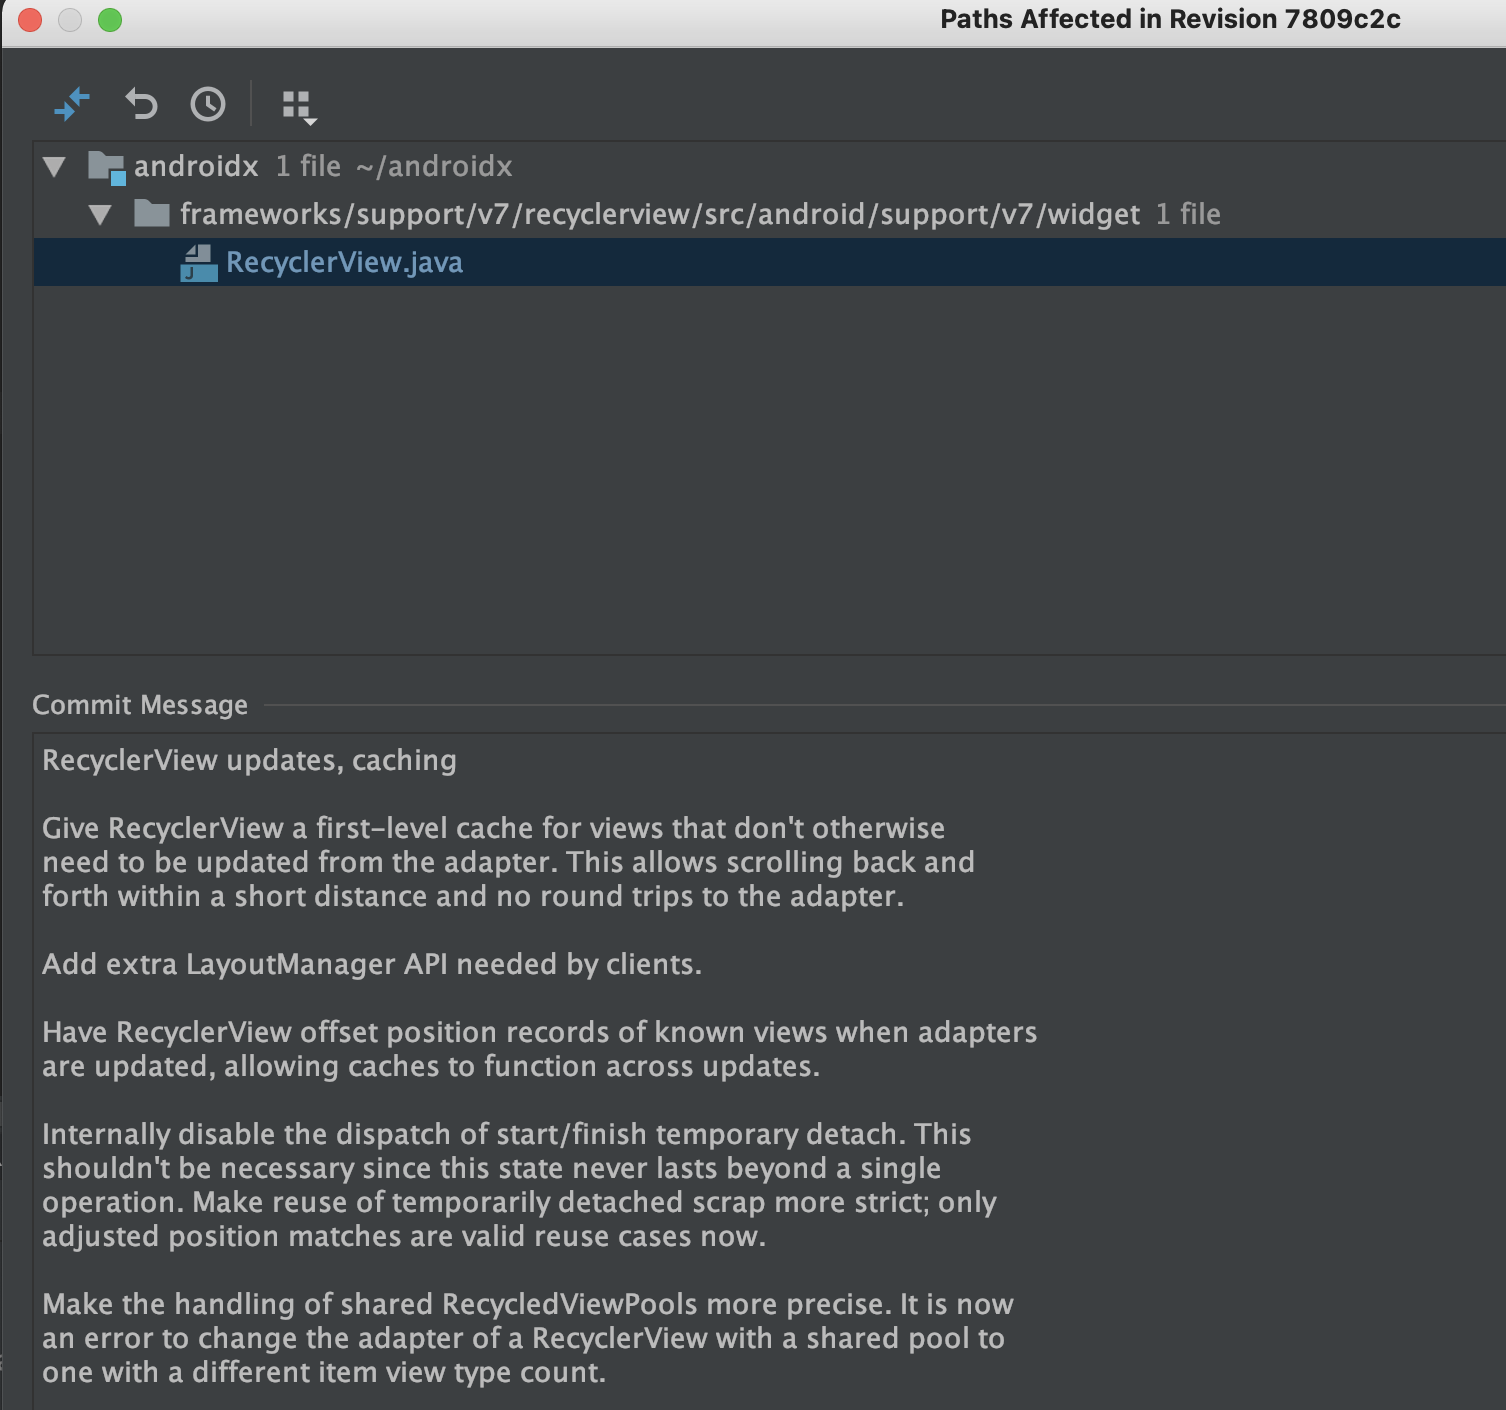 Paths Affected in Revision 7809c2c
androidx 1 file ~/androidx
frameworks/support/v7/recyclerview/src/android/support/v7/widget 1 file
J RecyclerView.java
Commit Message
RecyclerView updates, caching
Give RecyclerView a first-level cache for views that don't otherwise
need to be updated from the adapter. This allows scrolling back and
forth within a short distance and no round trips to the adapter.
Add extra LayoutManager API needed by clients.
Have RecyclerView offset position records of known views when adapters
are updated, allowing caches to function across updates.
Internally disable the dispatch of start/finish temporary detach. This
shouldn't be necessary since this state never lasts beyond a single
operation. Make reuse of temporarily detached scrap more strict; only
adjusted position matches are valid reuse cases now.
Make the handling of shared RecycledViewPools more precise. It is now
an error to change the adapter of a RecyclerView with a shared pool to
one with a different item view type count.